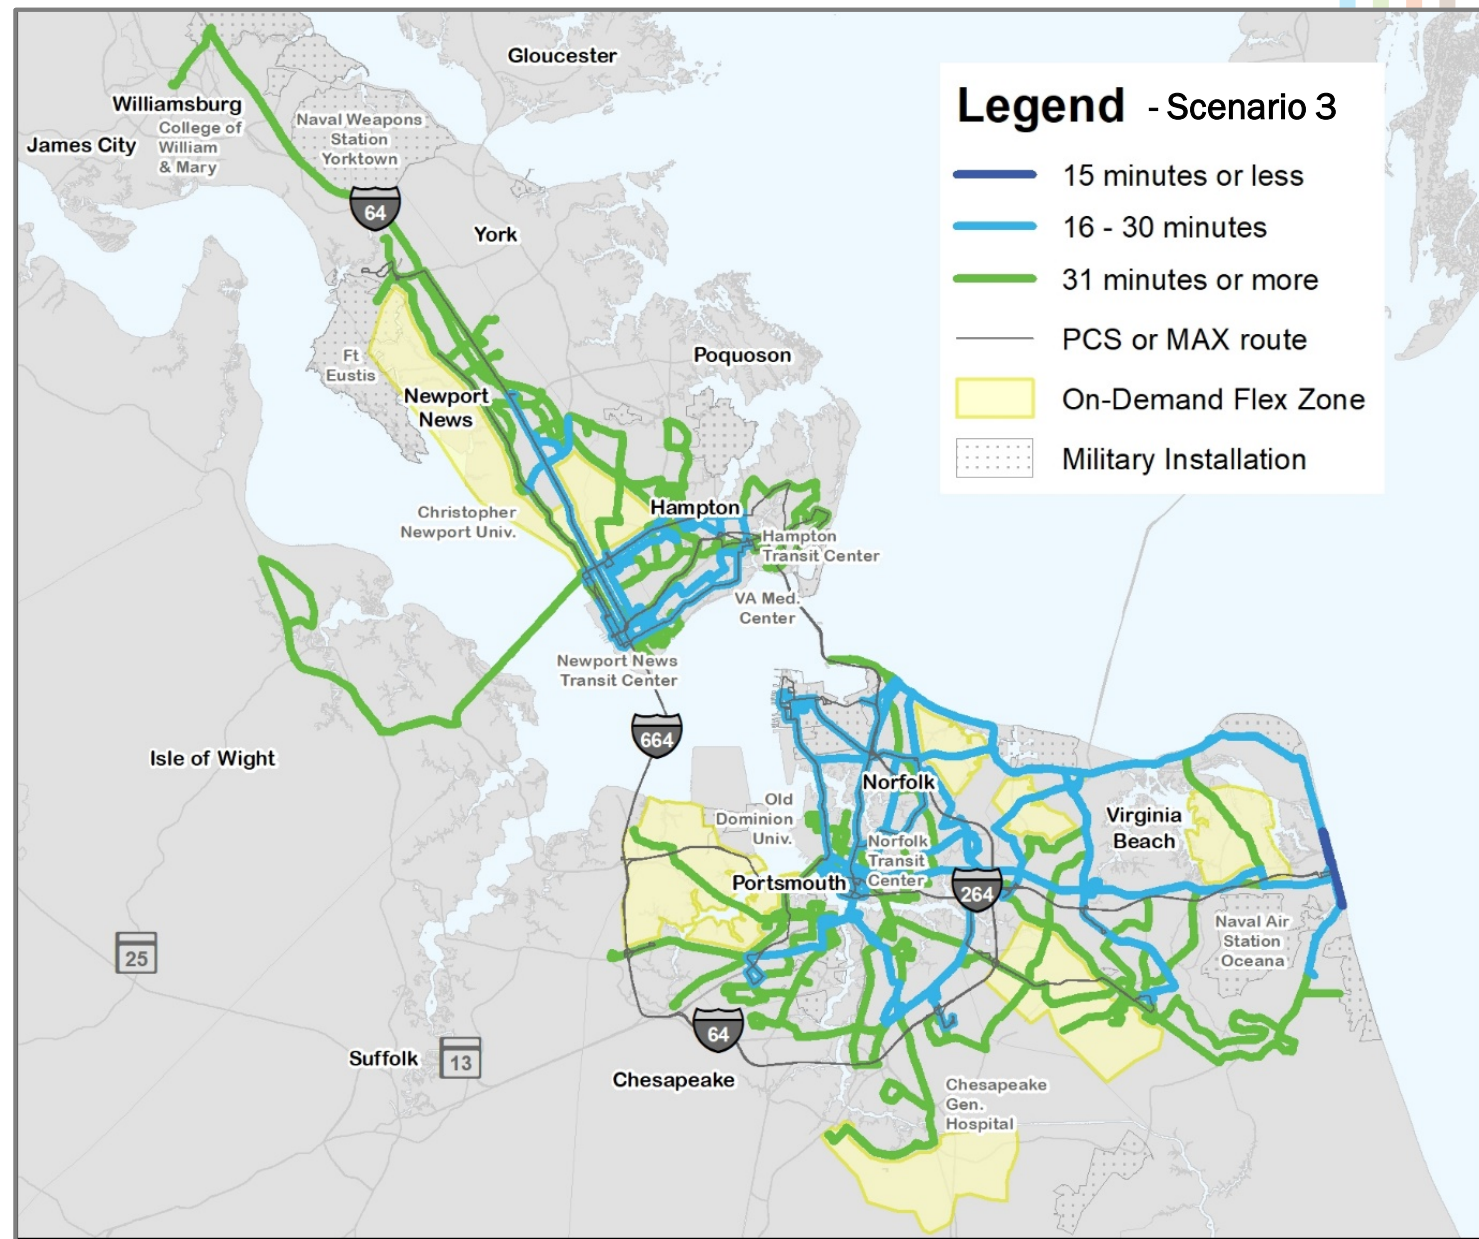 Gloucester
Legend - Scenario 3
15 minutes or less
16 - 30 minutes
31 minutes or more
PCS or MAX route
On-Demand Flex Zone
Military Installation
Williamsburg
College of
William
& Mary
James City
Naval Weapons
Station
Yorktown
64
York
Poquoson
Ft
Eustis
Newport
News
Christopher
Newport Univ.
Hampton
Hampton
Transit Center
VA Med.
Center
Newport News
Transit Center
664
Isle of Wight
Norfolk
Old
Dominion
Univ.
Norfolk
Transit
Center
Virginia
Beach
Portsmouth
264
Naval Air
Station
Oceana
25
64
Suffolk
13
Chesapeake
Chesapeake
Gen.
Hospital